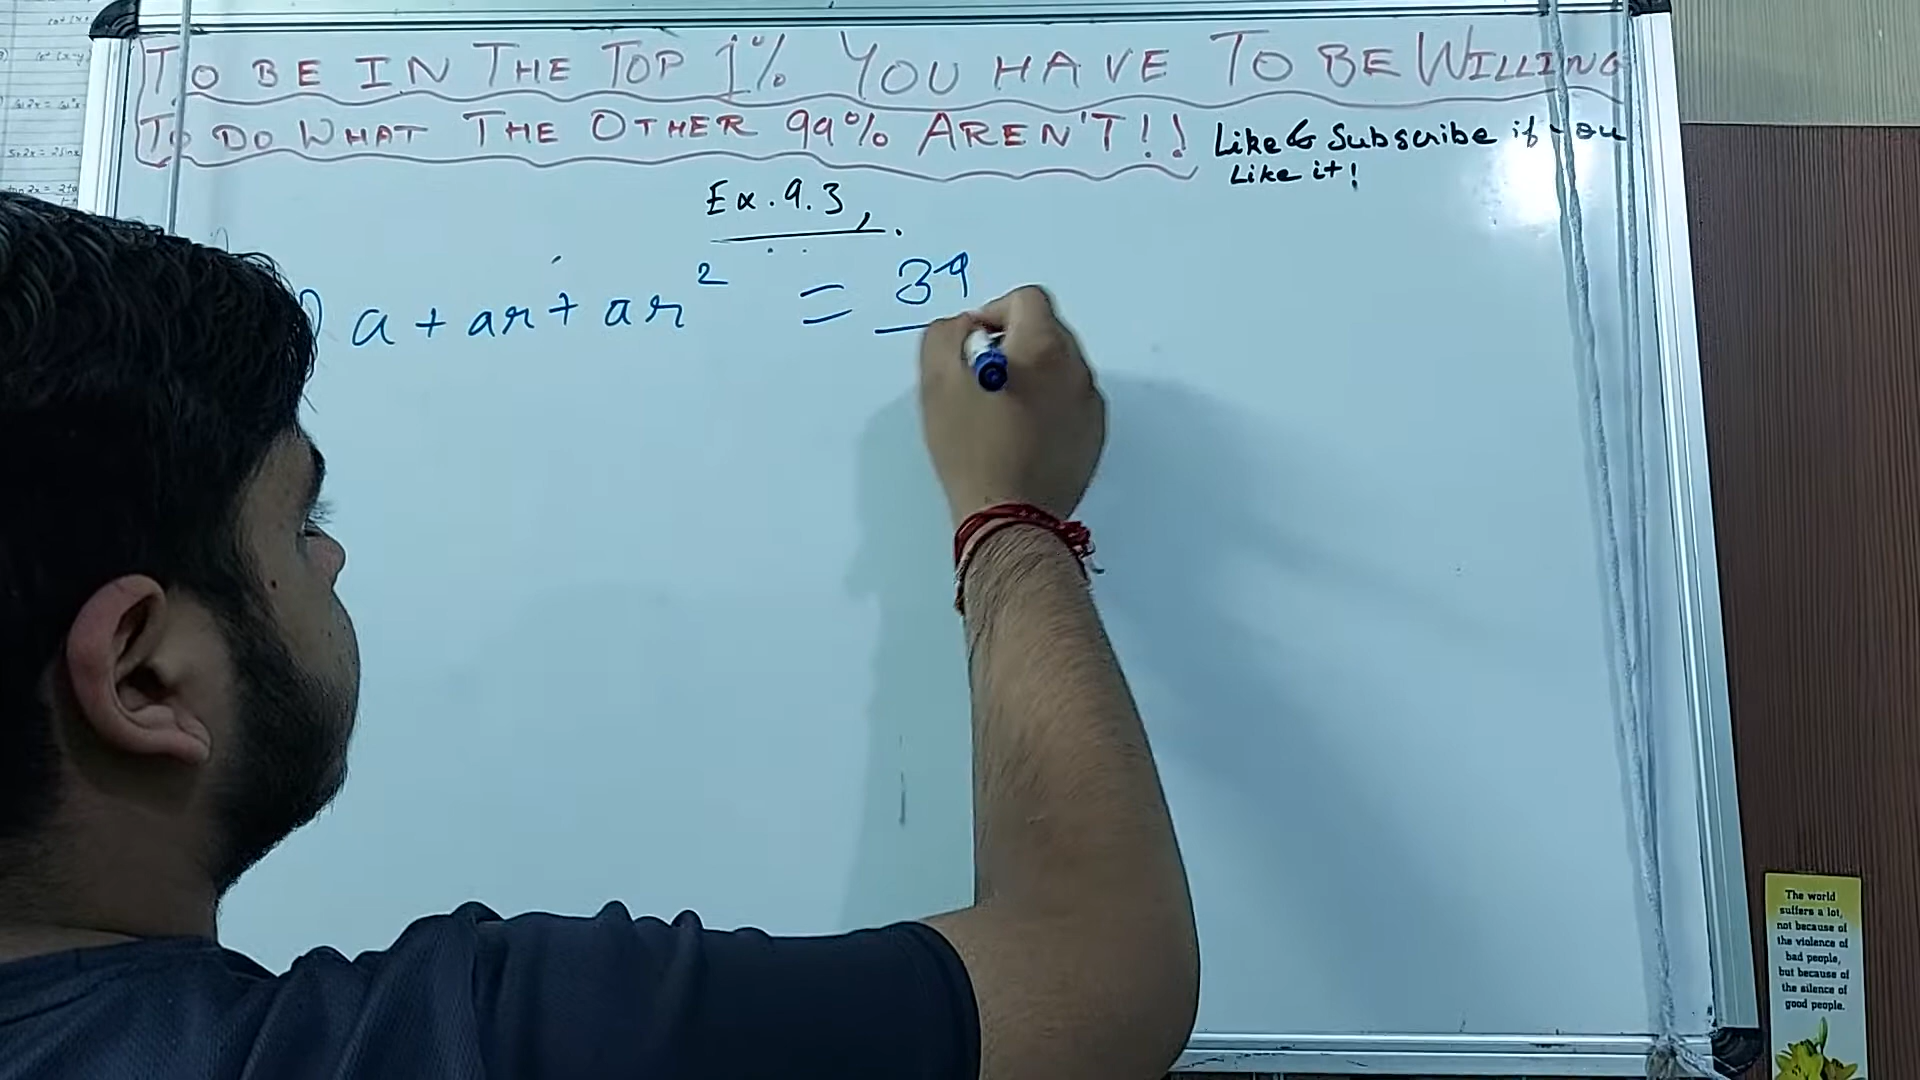 TO BE IN THE TOP 1% YOU HAVE TO BE WILLING
TO DO WHAT THE OTHER 99% AREN'T!!
Like & Subscribe if you
Like it!
Ex. 9.3,
) a + ar + ar² = 39
The world
suffers a lot,
not because of
the violence of
bad people,
but because of
the silence of
good people.